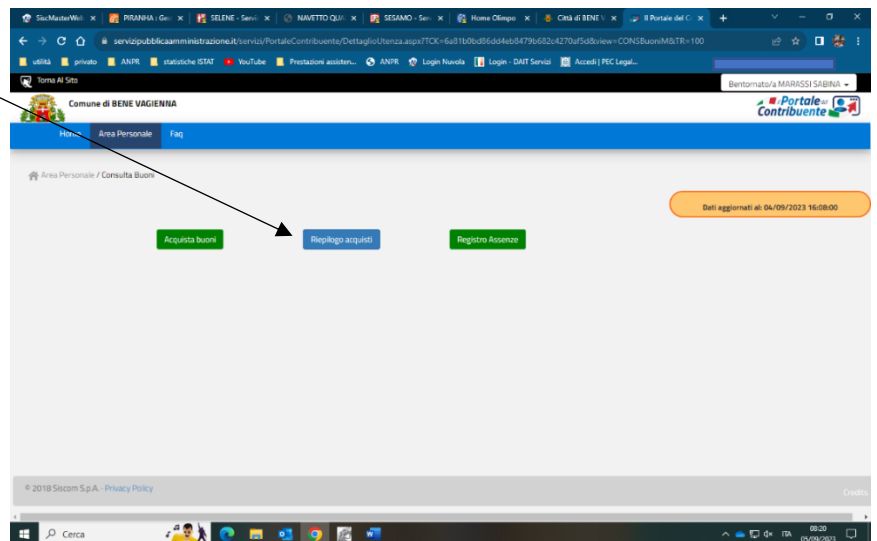 SiscMasterWeb
PIRANHA : Ge
SELENE - Servi
NAVETTO QUA
SESAMO - Serv
Home Olimpo
Città di BENE V
Il Portale del C
servizipubblicaamministrazione.it/servizi/PortaleContribuente/DettaglioUtenza.aspx?TCK=6a81b0bd86dd4eb8479b682c4270af5d&view=CONSBuoniM&TR=100
utilità
privato
ANPR
statistiche ISTAT
YouTube
Prestazioni assisten...
ANPR
Login Nuvola
Login - DAIT Servizi
Accedi | PEC Legal...
Torna Al Sito
Bentornato/a MARASSI SABINA
Comune di BENE VAGIENNA
il Portale del
Contribuente
Home
Area Personale
Faq
Area Personale / Consulta Buoni
Dati aggiornati al: 04/09/2023 16:08:00
Acquista buoni
Riepilogo acquisti
Registro Assenze
© 2018 Siscom S.p.A. - Privacy Policy
Credits
Cerca
ITA
08:20
05/09/2023